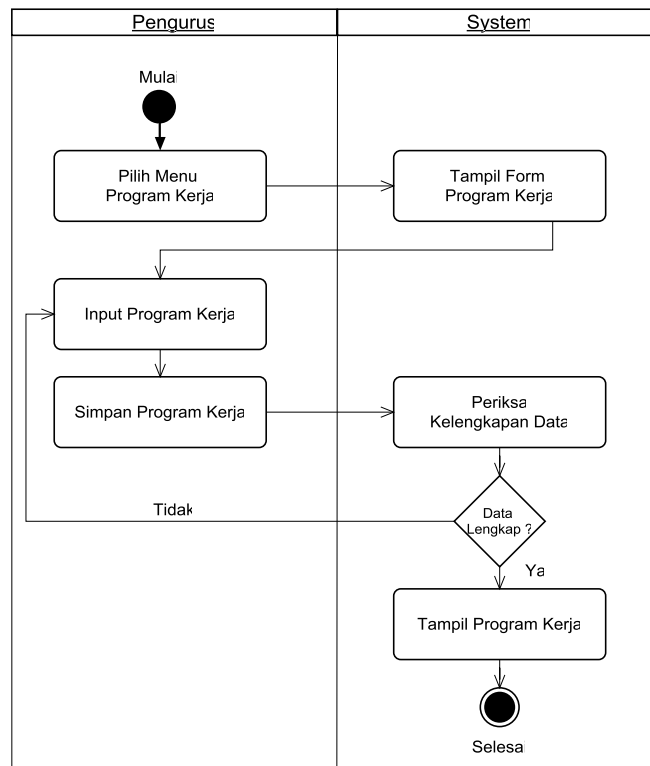 Pengurus
System
Mulai
Pilih Menu
Program Kerja
Tampil Form
Program Kerja
Input Program Kerja
Simpan Program Kerja
Periksa
Kelengkapan Data
Tidak
Data
Lengkap ?
Ya
Tampil Program Kerja
Selesai